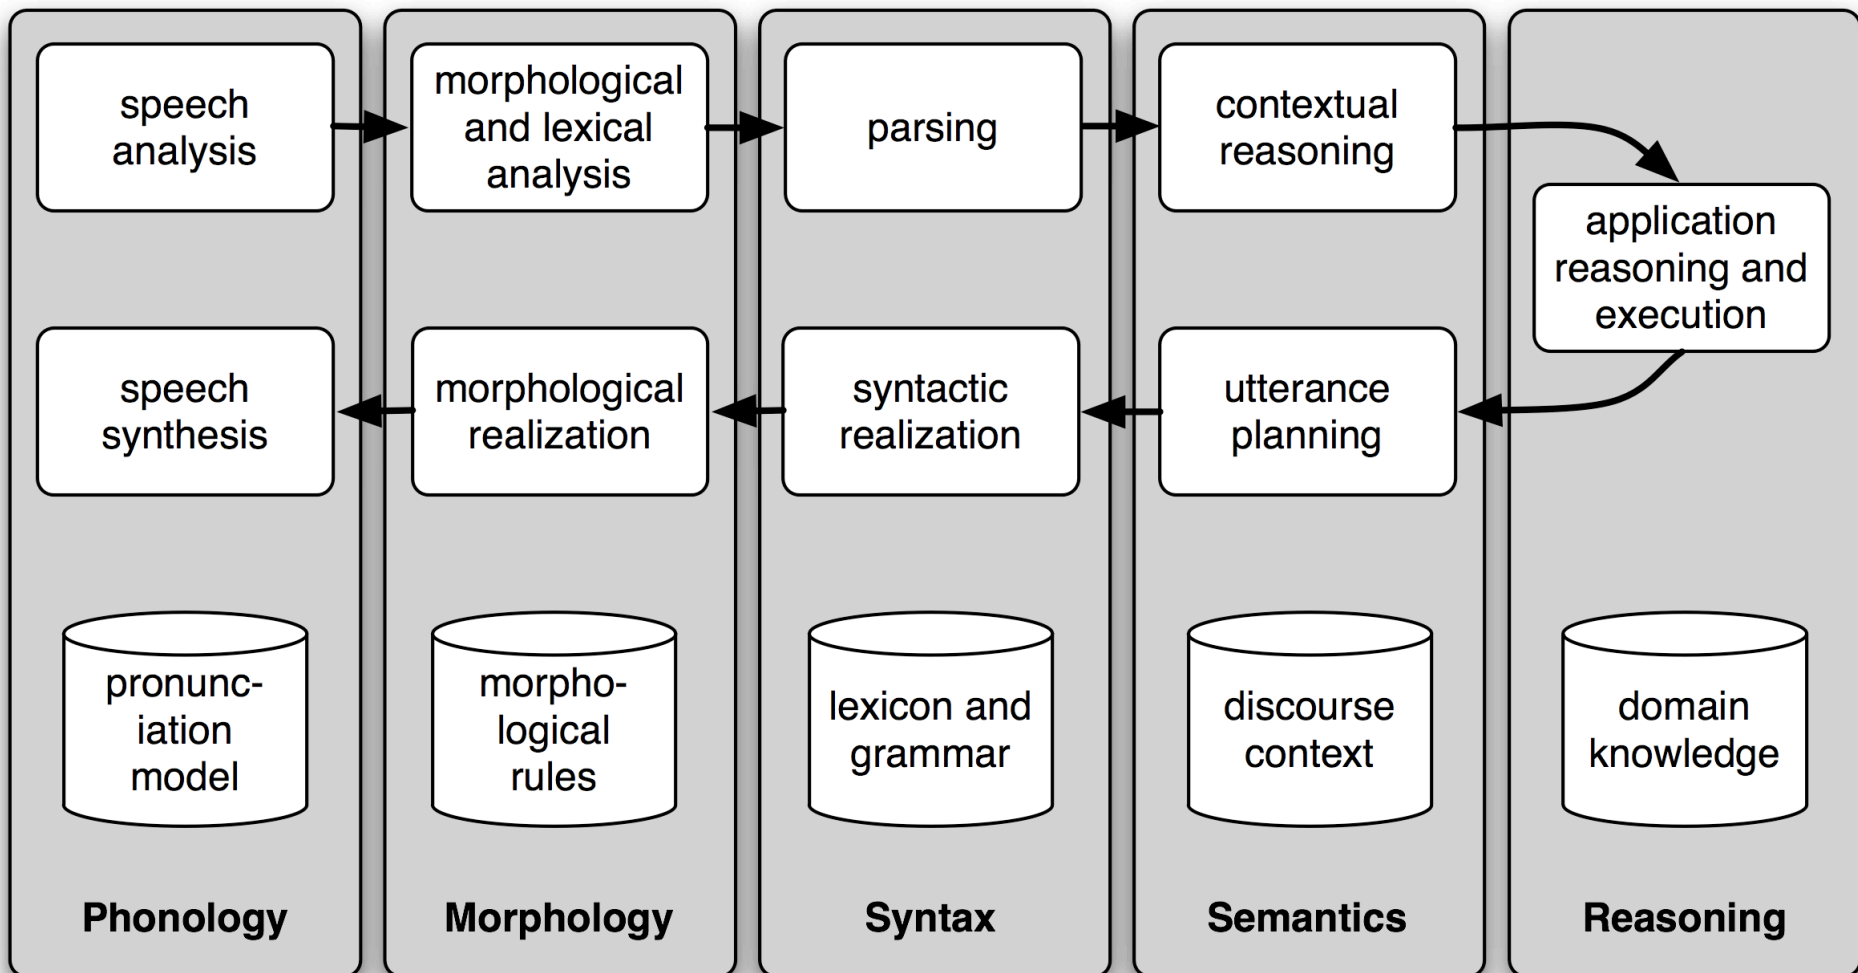 speech
analysis
morphological
and lexical
analysis
parsing
contextual
reasoning
application
reasoning and
execution
speech
synthesis
morphological
realization
syntactic
realization
utterance
planning
pronunc-
iation
model
morpho-
logical
rules
lexicon and
grammar
discourse
context
domain
knowledge
Phonology
Morphology
Syntax
Semantics
Reasoning